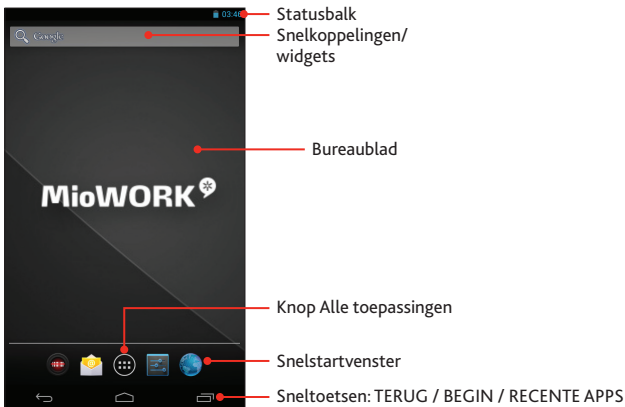 03:46
Statusbalk
Google
Snelkoppelingen/
widgets
Bureaublad
MioWORK
Knop Alle toepassingen
Snelstartvenster
Sneltoetsen: TERUG / BEGIN / RECENTE APPS